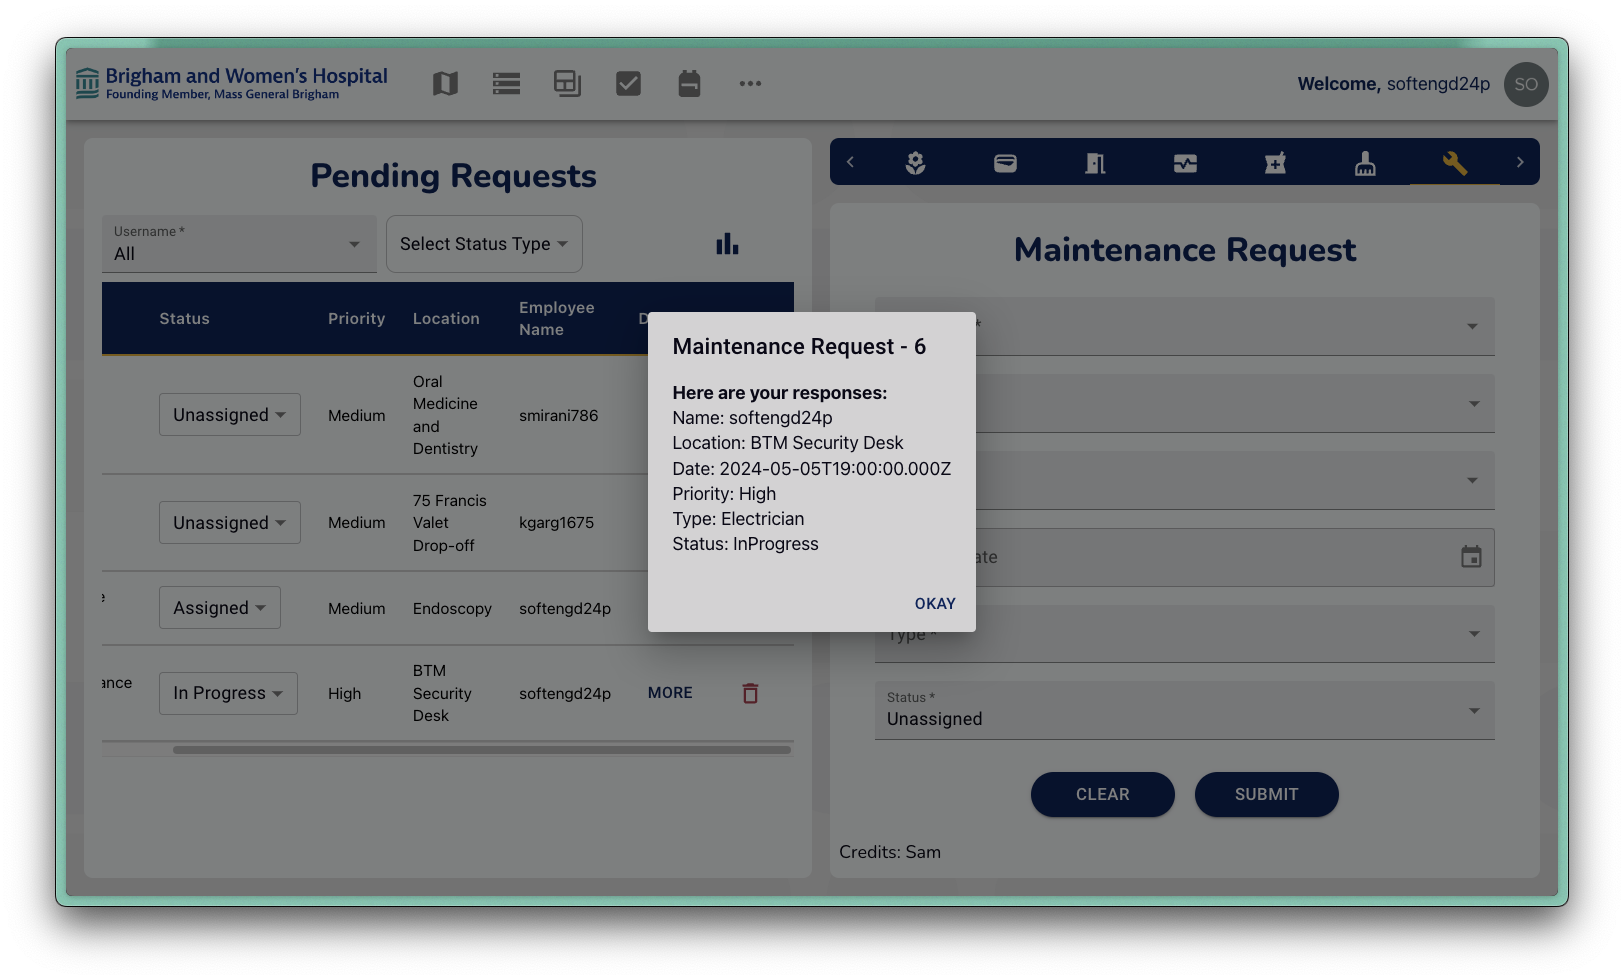 Brigham and Women's Hospital
Founding Member, Mass General Brigham
Welcome, softengd24p
SO
Pending Requests
Username *
All
Select Status Type
Status
Priority
Location
Employee
Name
D
Unassigned
Medium
Oral
Medicine
and
Dentistry
smirani786
Unassigned
Medium
75 Francis
Valet
Drop-off
kgarg1675
e
Assigned
Medium
Endoscopy
softengd24p
ance
In Progress
High
BTM
Security
Desk
softengd24p
MORE
Maintenance Request - 6
Here are your responses:
Name: softengd24p
Location: BTM Security Desk
Date: 2024-05-05T19:00:00.000Z
Priority: High
Type: Electrician
Status: InProgress
OKAY
Maintenance Request
*
ate
Type *
Status *
Unassigned
CLEAR
SUBMIT
Credits: Sam